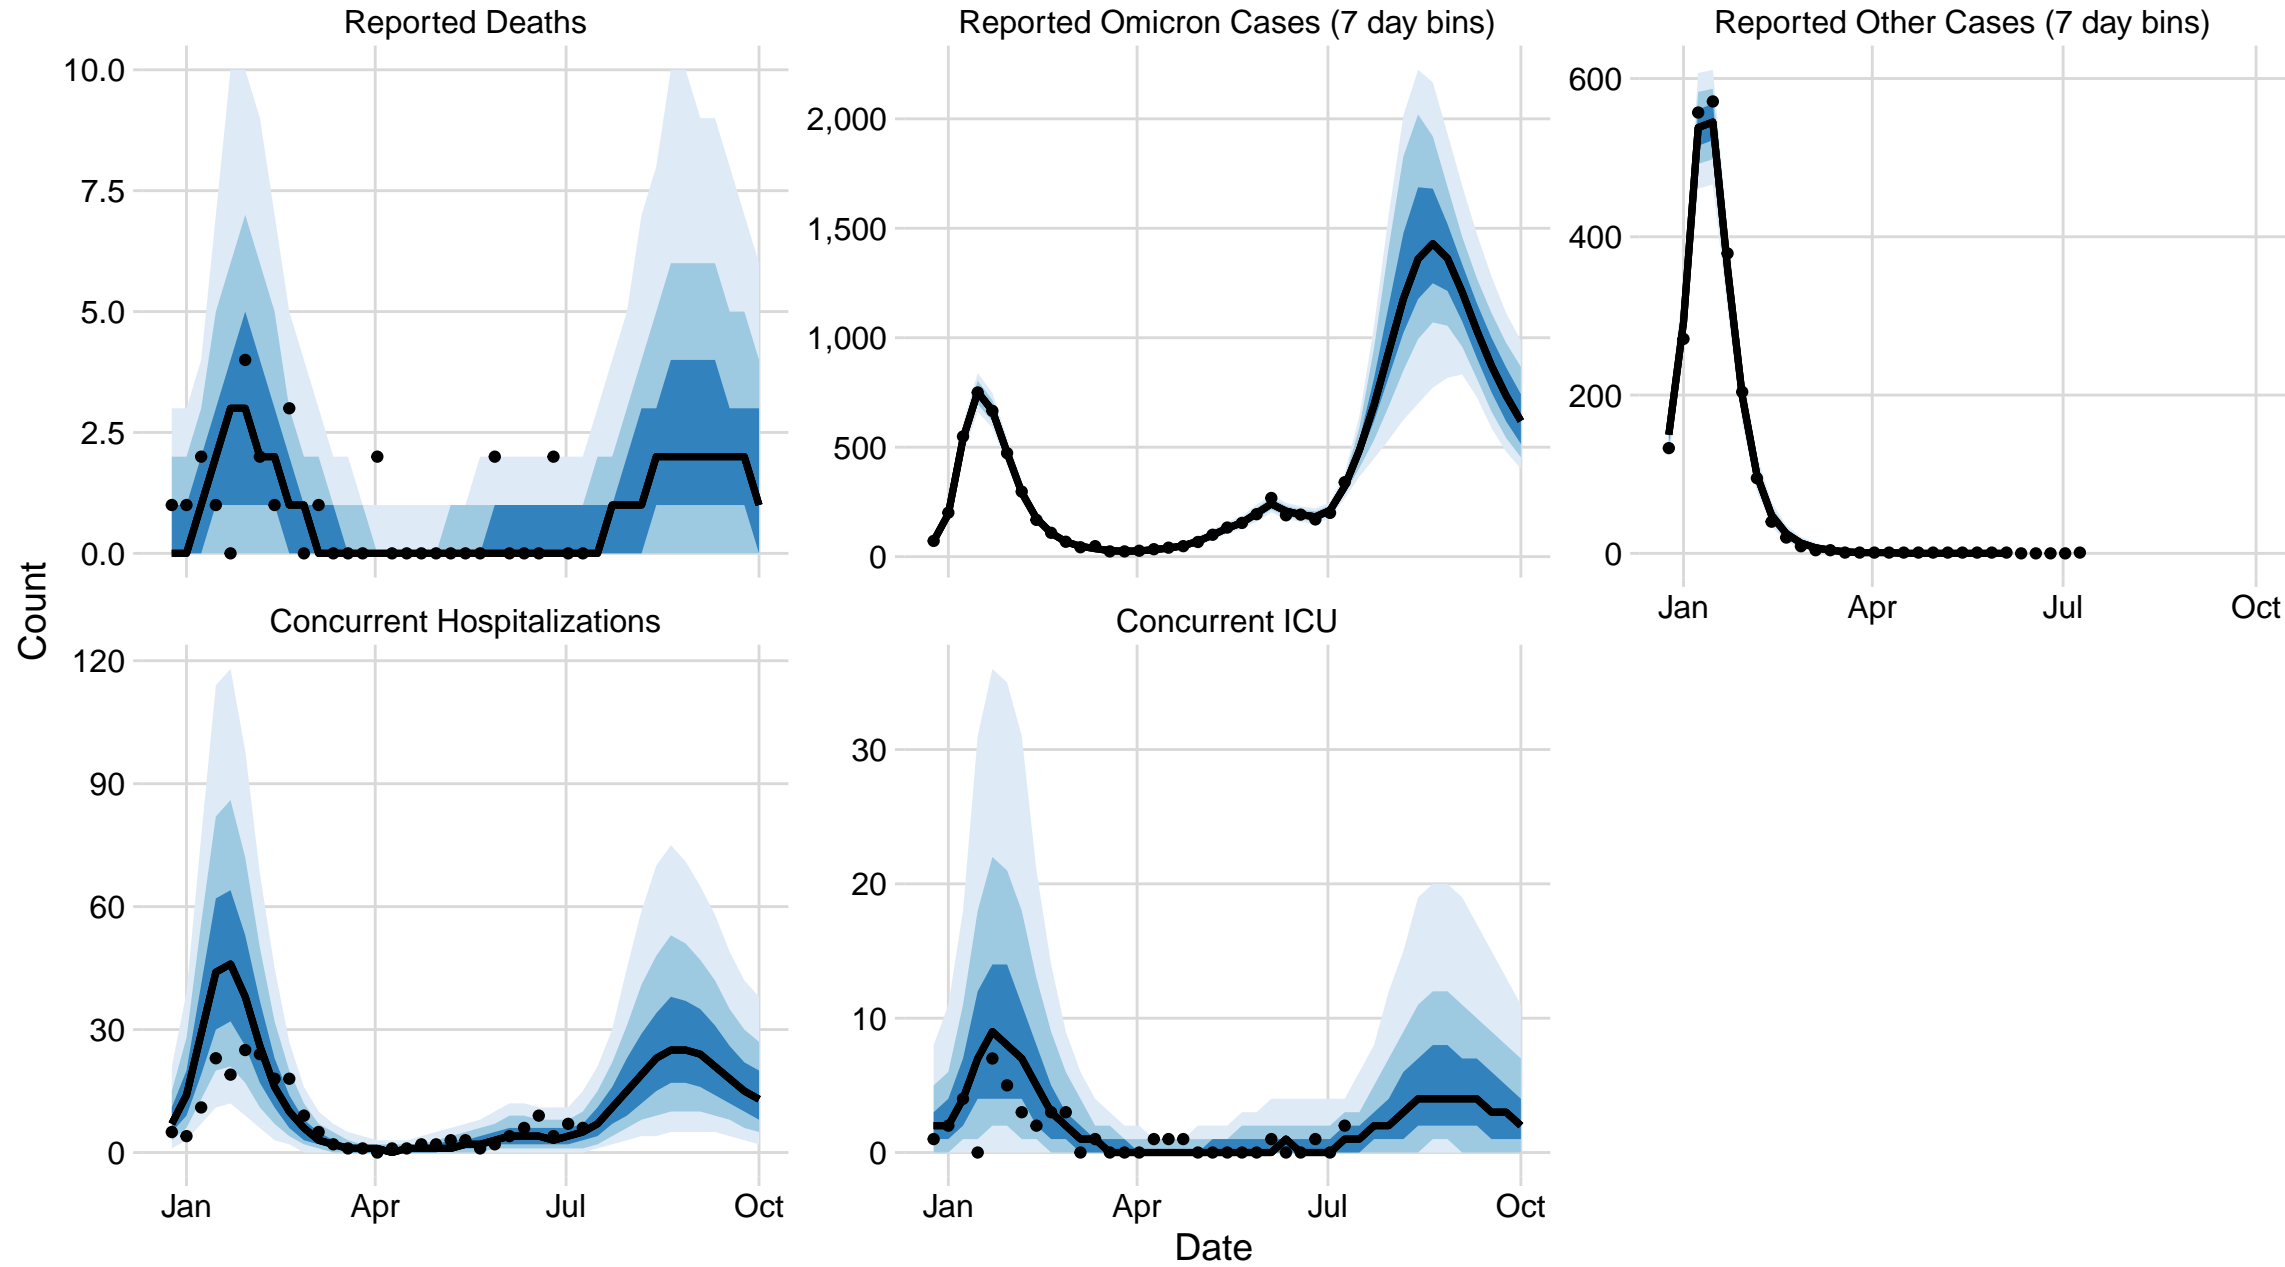 Reported Deaths
Reported Omicron Cases (7 day bins)
Reported Other Cases (7 day bins)
10.0
7.5
5.0
2.5
0.0
2,000
1,500
1,000
500
0
600
400
200
0
Jan Apr Jul Oct
Count
Concurrent Hospitalizations
Concurrent ICU
120
90
60
30
0
30
20
10
0
Jan Apr Jul Oct
Jan Apr Jul Oct
Date